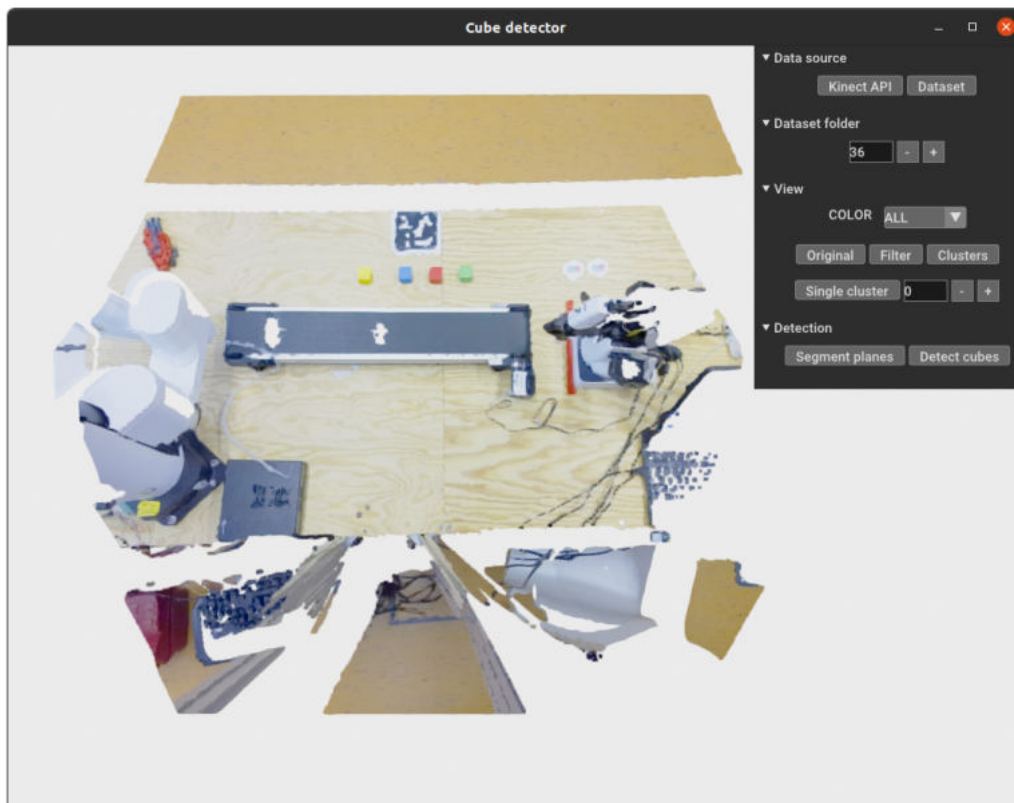 Cube detector
Data source
Kinect API Dataset
Dataset folder
36 - +
View
COLOR ALL
Original Filter Clusters
Single cluster 0 - +
Detection
Segment planes Detect cubes